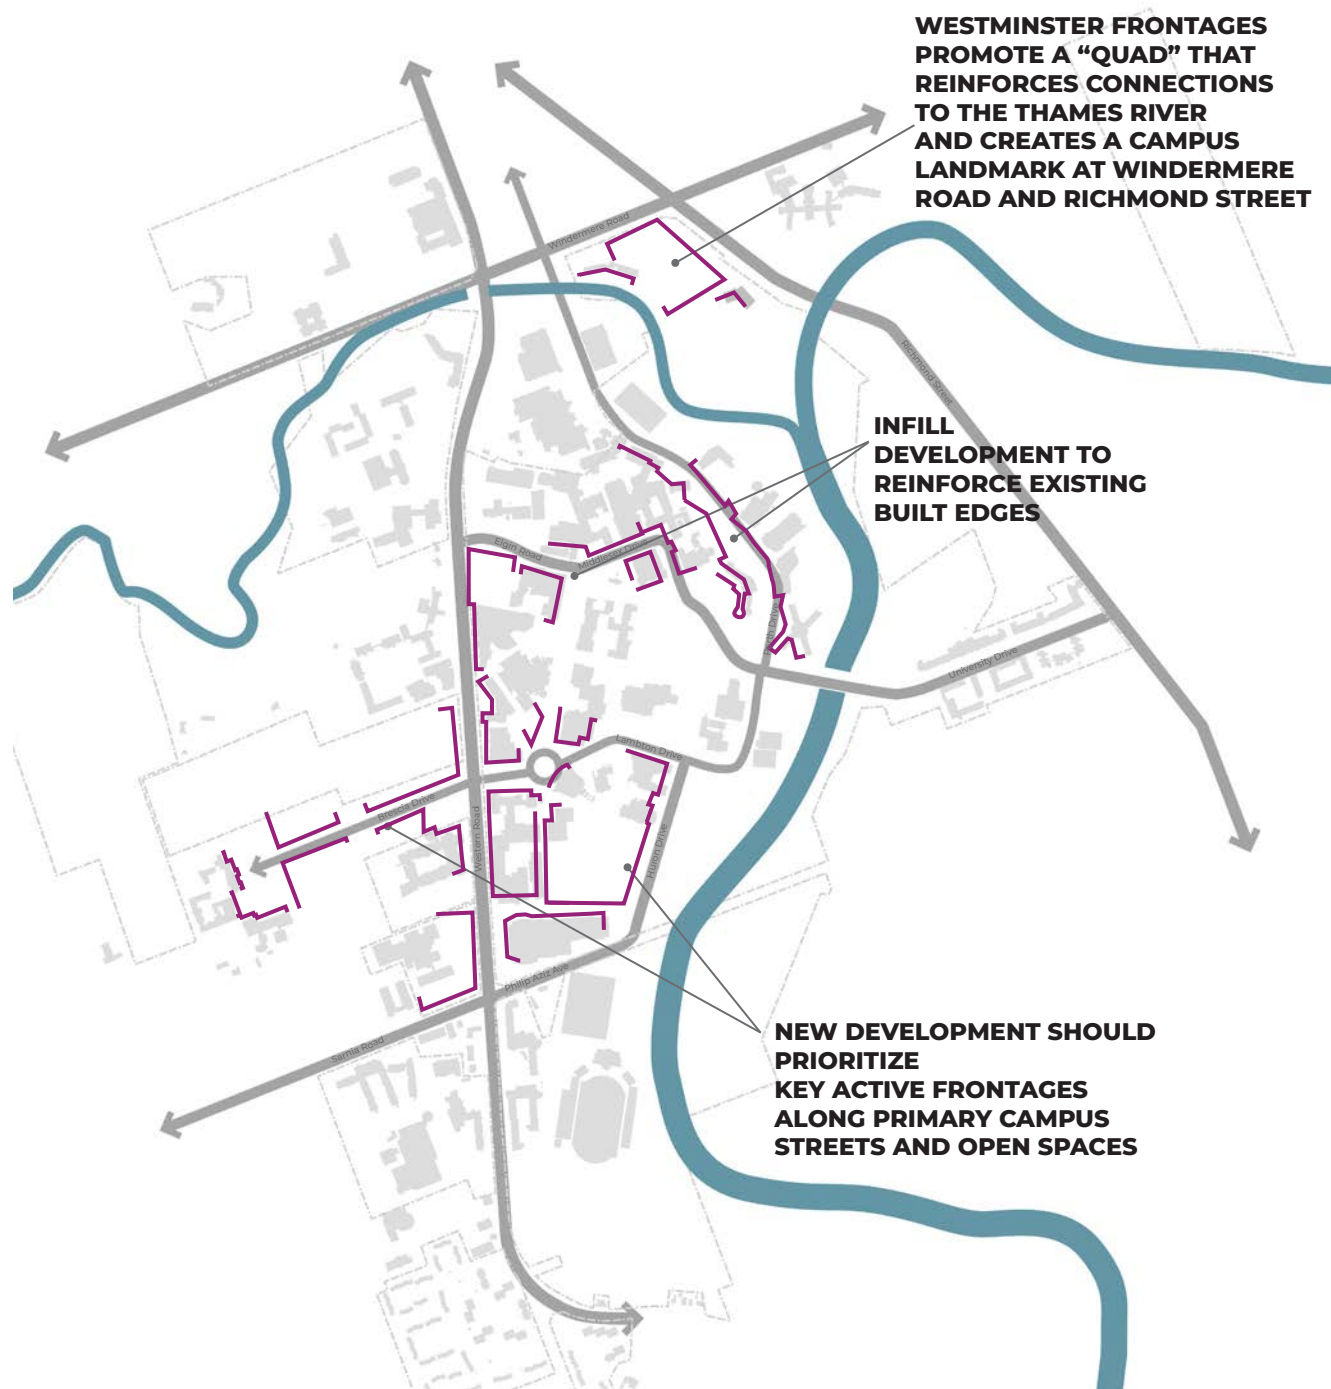 WESTMINSTER FRONTAGES
PROMOTE A “QUAD” THAT
REINFORCES CONNECTIONS
TO THE THAMES RIVER
AND CREATES A CAMPUS
LANDMARK AT WINDERMERE
ROAD AND RICHMOND STREET
Windermere Road
Richmond Street
INFILL
DEVELOPMENT TO
REINFORCE EXISTING
BUILT EDGES
Elgin Road
Middlesex Drive
Perth Drive
University Drive
Lambton Drive
Brescia Drive
Western Road
Huron Drive
Philip Aziz Ave
Sarnia Road
NEW DEVELOPMENT SHOULD
PRIORITIZE
KEY ACTIVE FRONTAGES
ALONG PRIMARY CAMPUS
STREETS AND OPEN SPACES